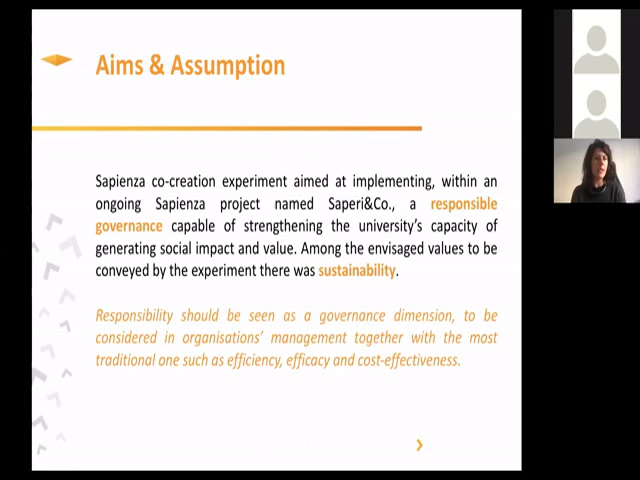 Aims & Assumption
Sapienza co-creation experiment aimed at implementing, within an
ongoing Sapienza project named Saperi&Co., a responsible
governance capable of strengthening the university's capacity of
generating social impact and value. Among the envisaged values to be
conveyed by the experiment there was sustainability.
Responsibility should be seen as a governance dimension, to be
considered in organisations' management together with the most
traditional one such as efficiency, efficacy and cost-effectiveness.